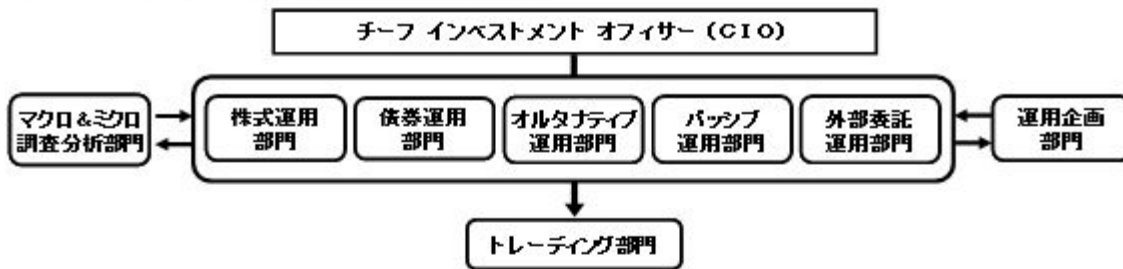 チーフ インベストメント オフィサー（CIO）
マクロ＆ミクロ
調査分析部門
株式運用
部門
債券運用
部門
オルタナティブ
運用部門
パッシブ
運用部門
外部委託
運用部門
運用企画
部門
トレーディング部門